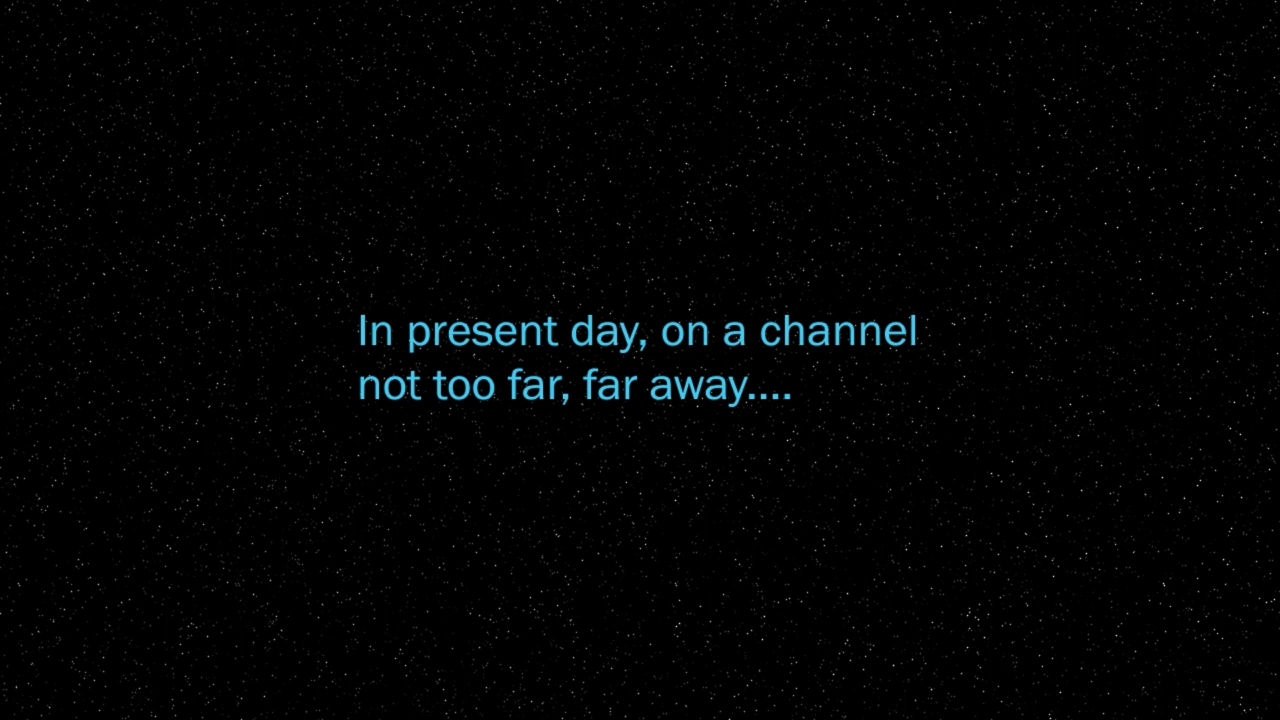 In present day, on a channel
not too far, far away....